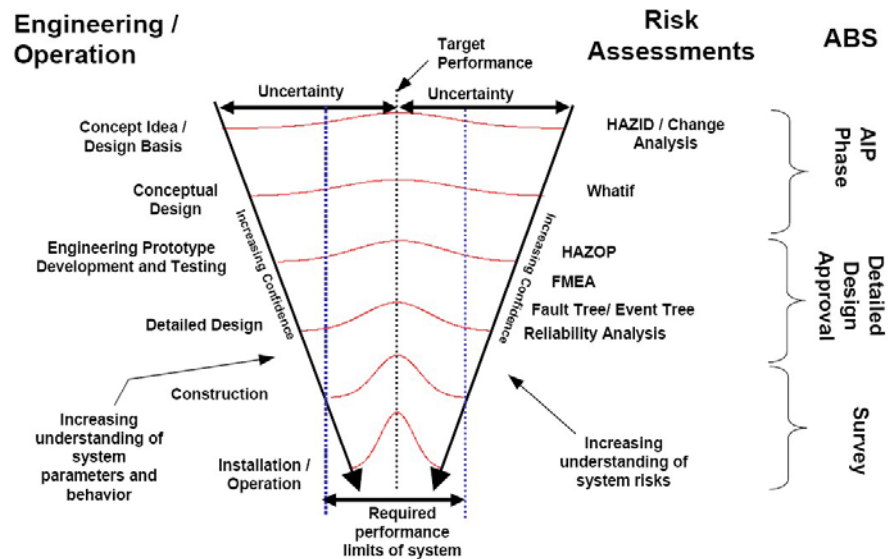 Engineering /
Operation
Risk
Assessments
ABS
Target
Performance
Uncertainty
Uncertainty
Concept Idea /
Design Basis
HAZID / Change
Analysis
AIP
Phase
Conceptual
Design
Whatif
Increasing Confidence
Increasing Confidence
Engineering Prototype
Development and Testing
HAZOP
FMEA
Fault Tree/ Event Tree
Detailed Design
Reliability Analysis
Detailed
Design
Approval
Construction
Increasing
understanding of
system
parameters and
behavior
Increasing
understanding of
system risks
Survey
Installation /
Operation
Required
performance
limits of system